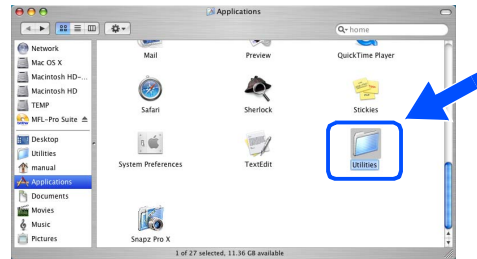 Applications
home
Network
Mac OS X
Macintosh HD-...
Macintosh HD
TEMP
MFL-Pro Suite
Desktop
Utilities
manual
Applications
Documents
Movies
Music
Pictures
Mail
Preview
QuickTime Player
Safari
Sherlock
Stickies
System Preferences
TextEdit
Utilities
Snapz Pro X
1 of 27 selected, 11.36 GB available